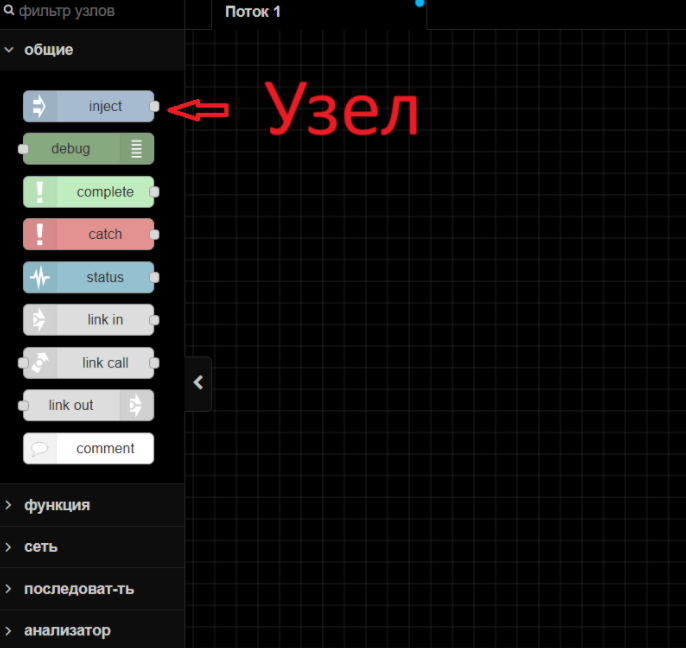 фильтр узлов
Поток 1
общие
inject
Узел
debug
complete
catch
status
link in
link call
link out
comment
функция
сеть
последоват-ть
анализатор